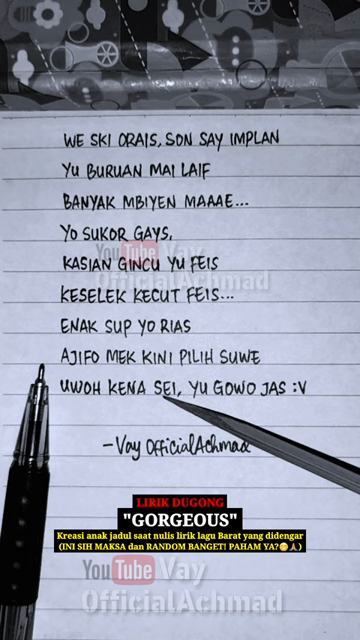 WE SKI ORAIS, SON SAY IMPLAN
YU BURUAN MAI LAIF
BANYAK MBIYEN MAAAE...
YO SUKOR GAYS,
YouTube Vay
KASIAN GINCU YU FEIS
OfficialAchmad
KESELEK KECUT FEIS...
ENAK SUP YO RIAS
AJIFO MEK KINI PILIH SUWE
UWOH KENA SEI, YU GOWO JAS :V
-Vay OfficialAchmad
LIRIK DUGONG
"GORGEOUS"
Kreasi anak jadul saat nulis lirik lagu Barat yang didengar
(INI SIH MAKSA dan RANDOM BANGET! PAHAM YA?😁🙏)
YouTube Vay
OfficialAchmad